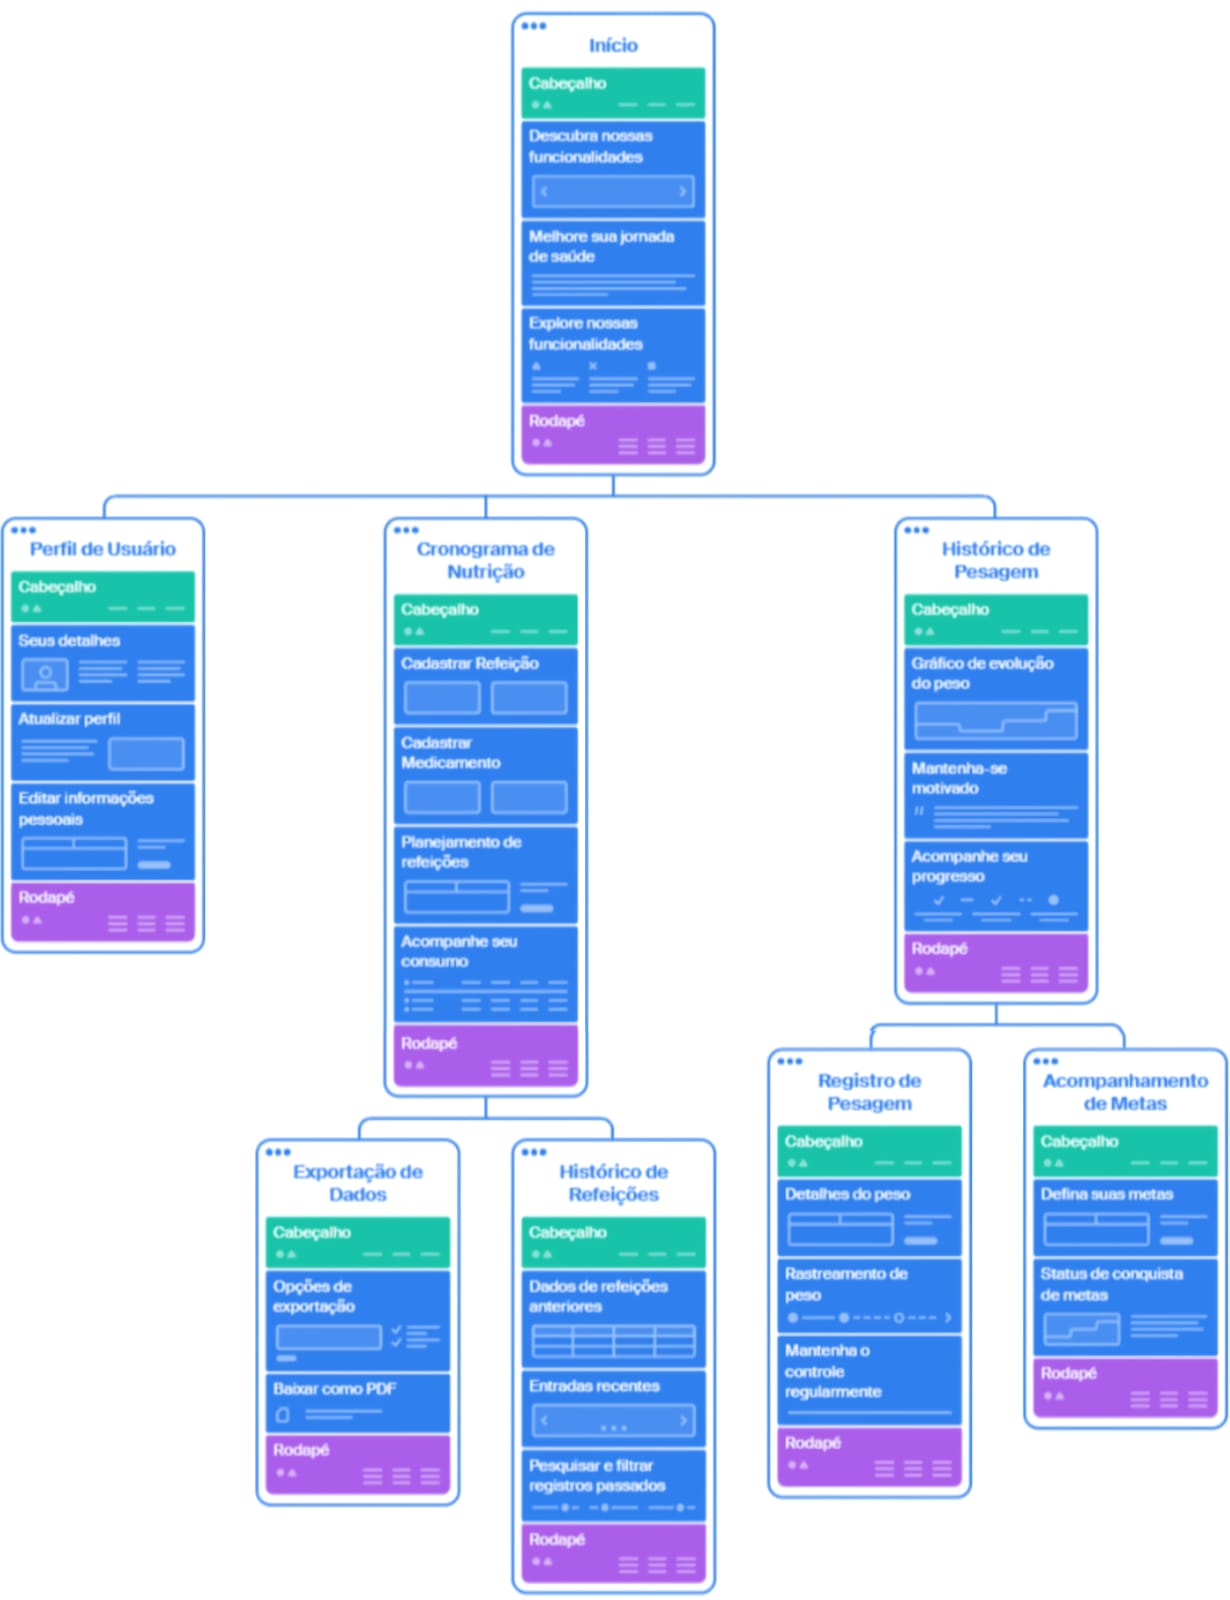 Início
Cabeçalho
Descubra nossas
funcionalidades
Melhore sua jornada
de saúde
Explore nossas
funcionalidades
Rodapé
Perfil de Usuário
Cabeçalho
Seus detalhes
Atualizar perfil
Editar informações
pessoais
Rodapé
Cronograma de
Nutrição
Cabeçalho
Cadastrar Refeição
Cadastrar
Medicamento
Planejamento de
refeições
Acompanhe seu
consumo
Rodapé
Histórico de
Pesagem
Cabeçalho
Gráfico de evolução
do peso
Mantenha-se
motivado
Acompanhe seu
progresso
Rodapé
Exportação de
Dados
Cabeçalho
Opções de
exportação
Baixar como PDF
Rodapé
Histórico de
Refeições
Cabeçalho
Dados de refeições
anteriores
Entradas recentes
Pesquisar e filtrar
registros passados
Rodapé
Registro de
Pesagem
Cabeçalho
Detalhes do peso
Rastreamento de
peso
Mantenha o
controle
regularmente
Rodapé
Acompanhamento
de Metas
Cabeçalho
Defina suas metas
Status de conquista
de metas
Rodapé